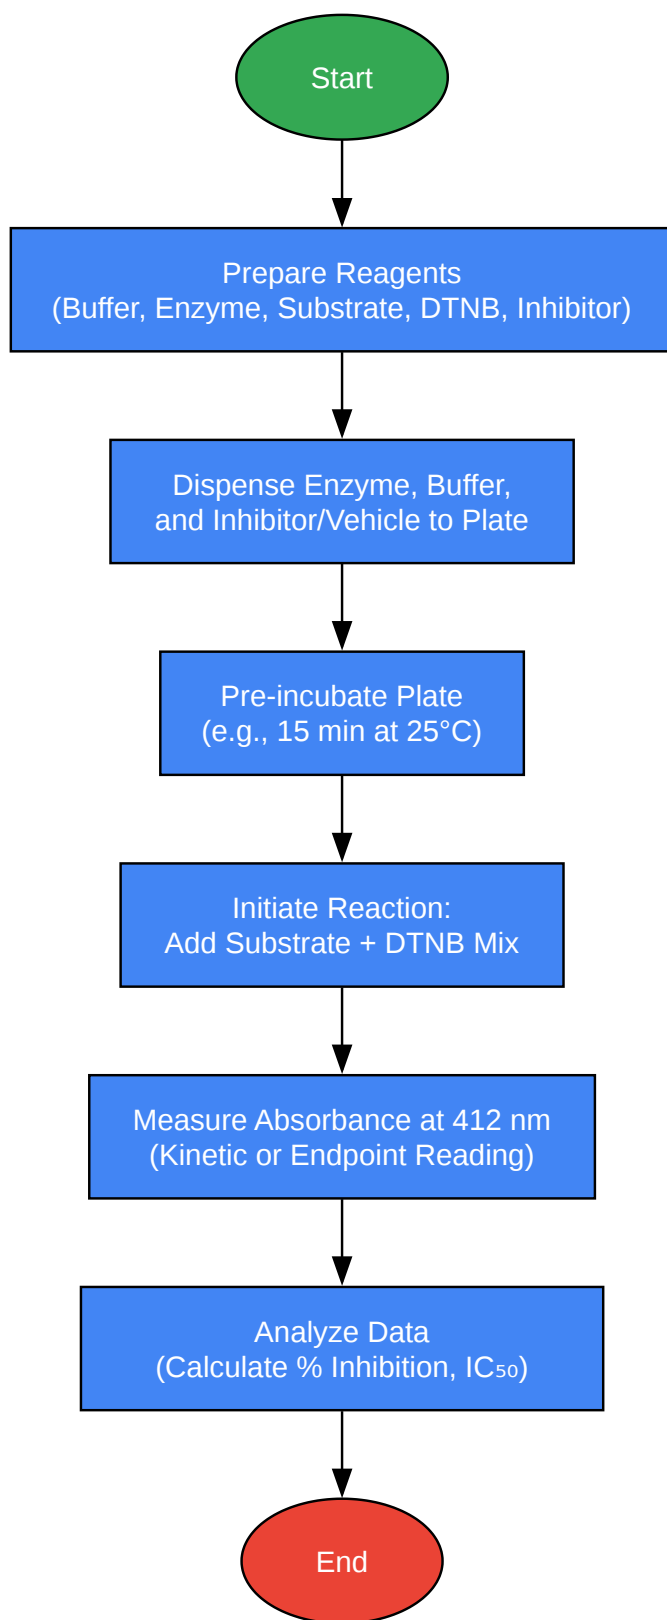 Start
Prepare Reagents
(Buffer, Enzyme, Substrate, DTNB, Inhibitor)
Dispense Enzyme, Buffer,
and Inhibitor/Vehicle to Plate
Pre-incubate Plate
(e.g., 15 min at 25°C)
Initiate Reaction:
Add Substrate + DTNB Mix
Measure Absorbance at 412 nm
(Kinetic or Endpoint Reading)
Analyze Data
(Calculate % Inhibition, IC₅₀)
End